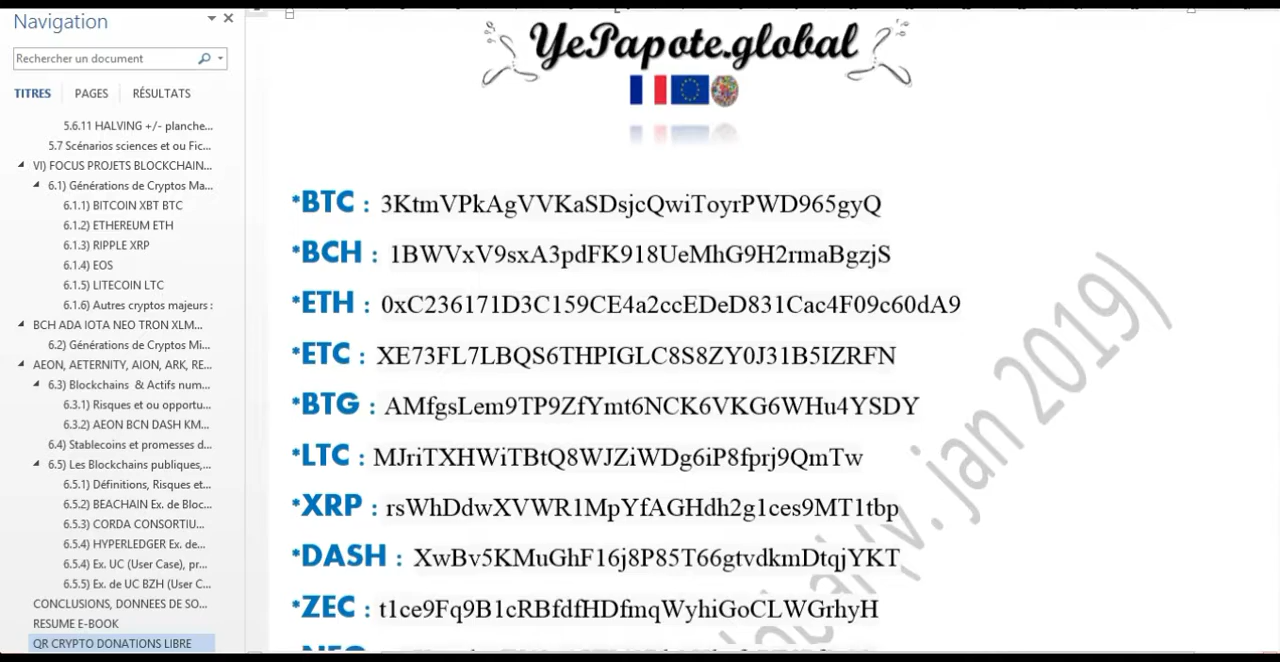 Navigation
Rechercher un document
TITRES PAGES RÉSULTATS
5.6.11 HALVING +/- planche...
5.7 Scénarios sciences et ou Fic...
VI) FOCUS PROJETS BLOCKCHAIN...
6.1) Générations de Cryptos Ma...
6.1.1) BITCOIN XBT BTC
6.1.2) ETHEREUM ETH
6.1.3) RIPPLE XRP
6.1.4) EOS
6.1.5) LITECOIN LTC
6.1.6) Autres cryptos majeurs :
BCH ADA IOTA NEO TRON XLM...
6.2) Générations de Cryptos Mi...
AEON, AETERNITY, AION, ARK, RE...
6.3) Blockchains & Actifs num...
6.3.1) Risques et ou opportu...
6.3.2) AEON BCN DASH KM...
6.4) Stablecoins et promesses d...
6.5) Les Blockchains publiques,...
6.5.1) Définitions, Risques et...
6.5.2) BEACHAIN Ex. de Bloc...
6.5.3) CORDA CONSORTIU...
6.5.4) HYPERLEDGER Ex. de...
6.5.4) Ex. UC (User Case), pr...
6.5.5) Ex. de UC BZH (User C...
CONCLUSIONS, DONNEES DE SO...
RESUME E-BOOK
QR CRYPTO DONATIONS LIBRE
YePapote.global
*BTC : 3KtmVPkAgVVKaSDsjcQwiToyrPWD965gyQ
*BCH : 1BWVxV9sxA3pdFK918UeMhG9H2rmaBgzjS
*ETH : 0xC236171D3C159CE4a2ccEDeD831Cac4F09c60dA9
*ETC : XE73FL7LBQS6THPIGLC8S8ZY0J31B5IZRFN
*BTG : AMfgsLem9TP9ZfYmt6NCK6VKG6WHu4YSDY
*LTC : MJriTXHWiTBtQ8WJZiWDg6iP8fprj9QmTw
*XRP : rsWhDdwXVWR1MpYfAGHdh2g1ces9MT1tbp
*DASH : XwBv5KMuGhF16j8P85T66gtvdkmDtqjYKT
*ZEC : t1ce9Fq9B1cRBfdfHDfmqWyhiGoCLWGrhyH
(v. jan 2019)